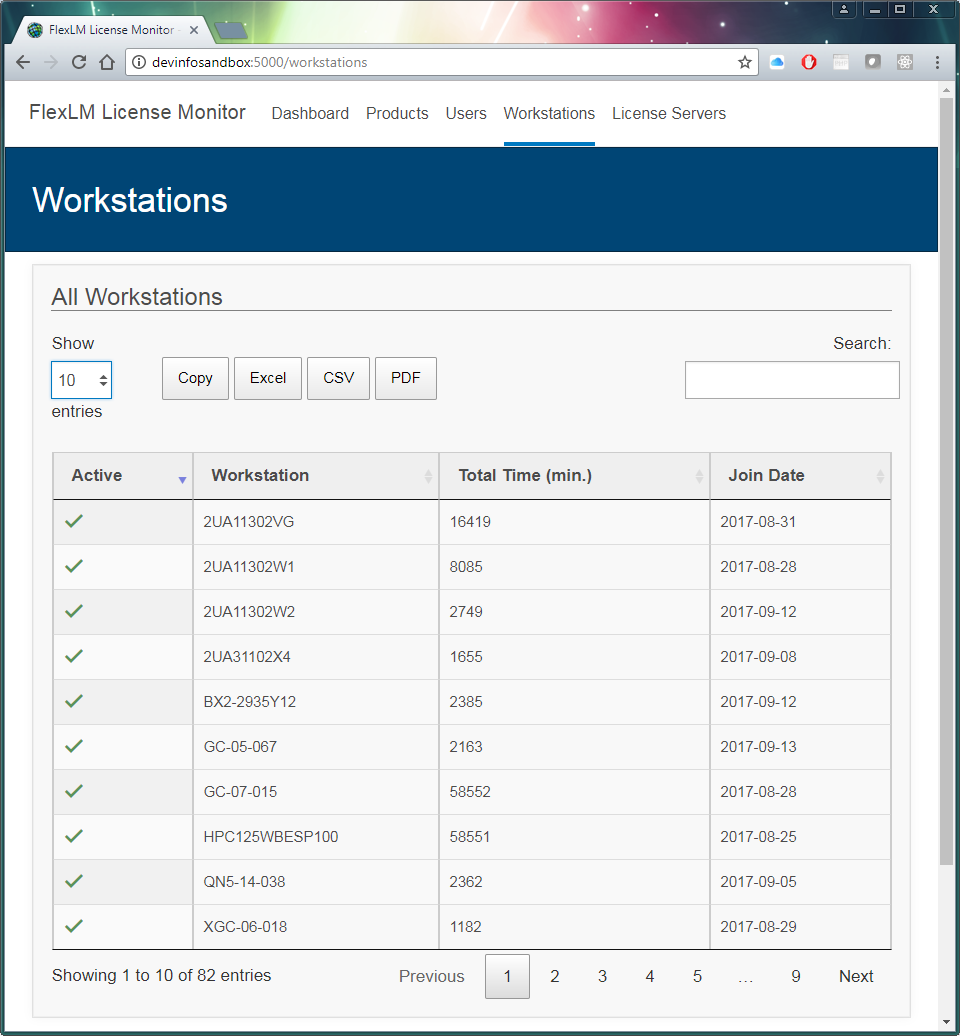 FlexLM License Monitor
devinfosandbox:5000/workstations
FlexLM License Monitor Dashboard Products Users Workstations License Servers
Workstations
All Workstations
Show
10
entries
Copy Excel CSV PDF
Search:
Active Workstation Total Time (min.) Join Date
2UA11302VG 16419 2017-08-31
2UA11302W1 8085 2017-08-28
2UA11302W2 2749 2017-09-12
2UA31102X4 1655 2017-09-08
BX2-2935Y12 2385 2017-09-12
GC-05-067 2163 2017-09-13
GC-07-015 58552 2017-08-28
HPC125WBESP100 58551 2017-08-25
QN5-14-038 2362 2017-09-05
XGC-06-018 1182 2017-08-29
Showing 1 to 10 of 82 entries Previous 1 2 3 4 5 … 9 Next